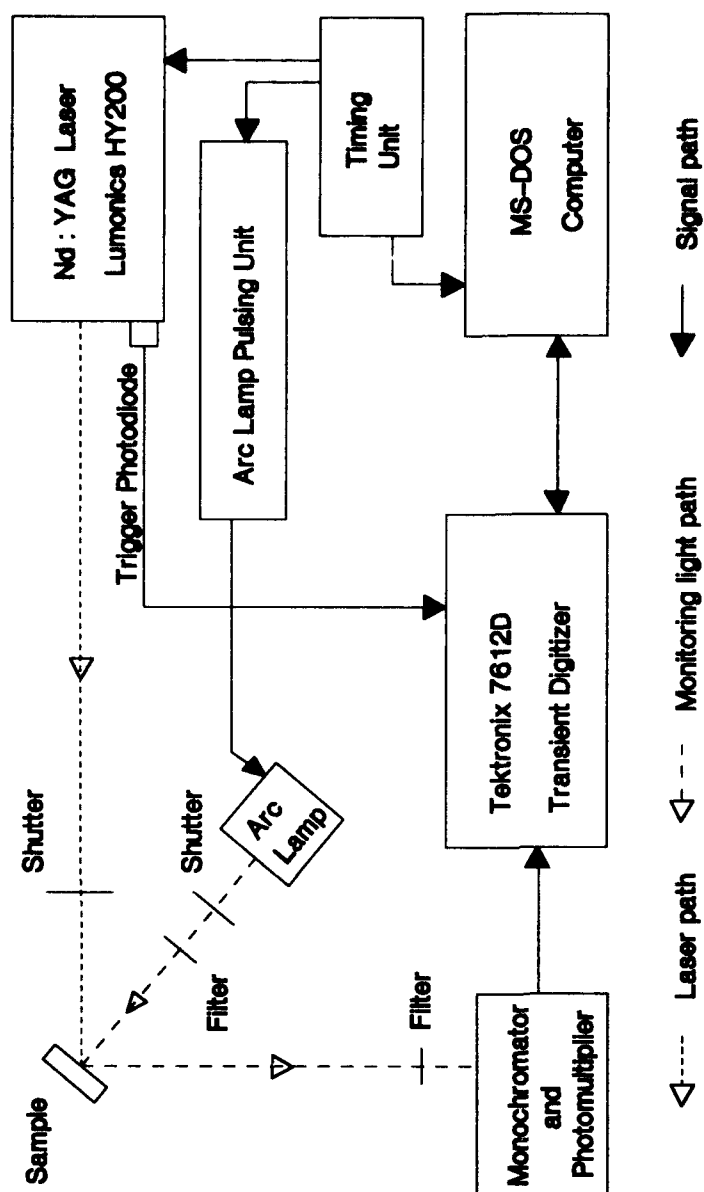 Sample
Shutter
Nd : YAG Laser
Lumonics HY200
Trigger Photodiode
Shutter
Filter
Arc
Lamp
Arc Lamp Pulsing Unit
Timing
Unit
Filter
Monochromator
and
Photomultiplier
Tektronix 7612D
Transient Digitizer
MS-DOS
Computer
Laser path
Monitoring light path
Signal path